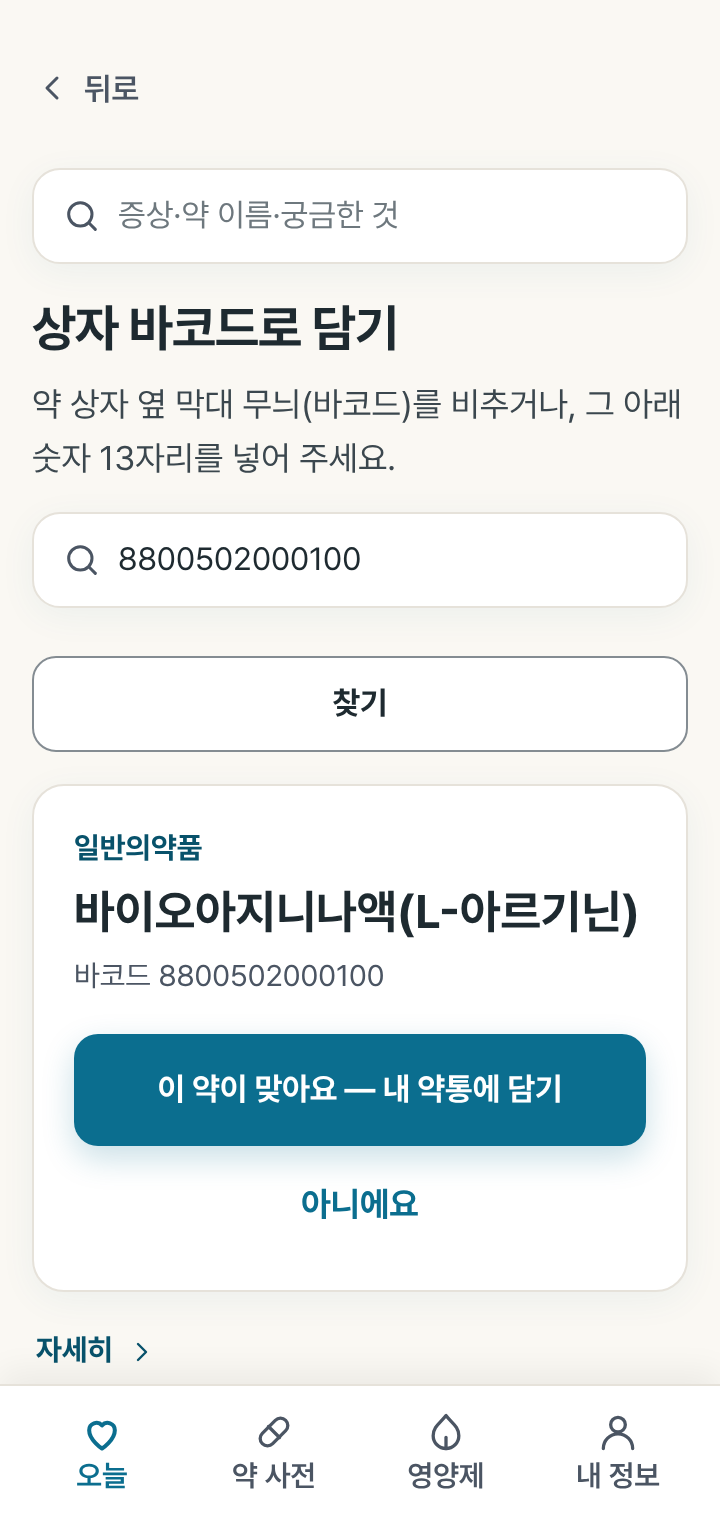 뒤로
증상·약 이름·궁금한 것
상자 바코드로 담기
약 상자 옆 막대 무늬(바코드)를 비추거나, 그 아래
숫자 13자리를 넣어 주세요.
8800502000100
찾기
일반의약품
바이오아지니나액(L-아르기닌)
바코드 8800502000100
이 약이 맞아요 — 내 약통에 담기
아니에요
자세히
오늘
약 사전
영양제
내 정보